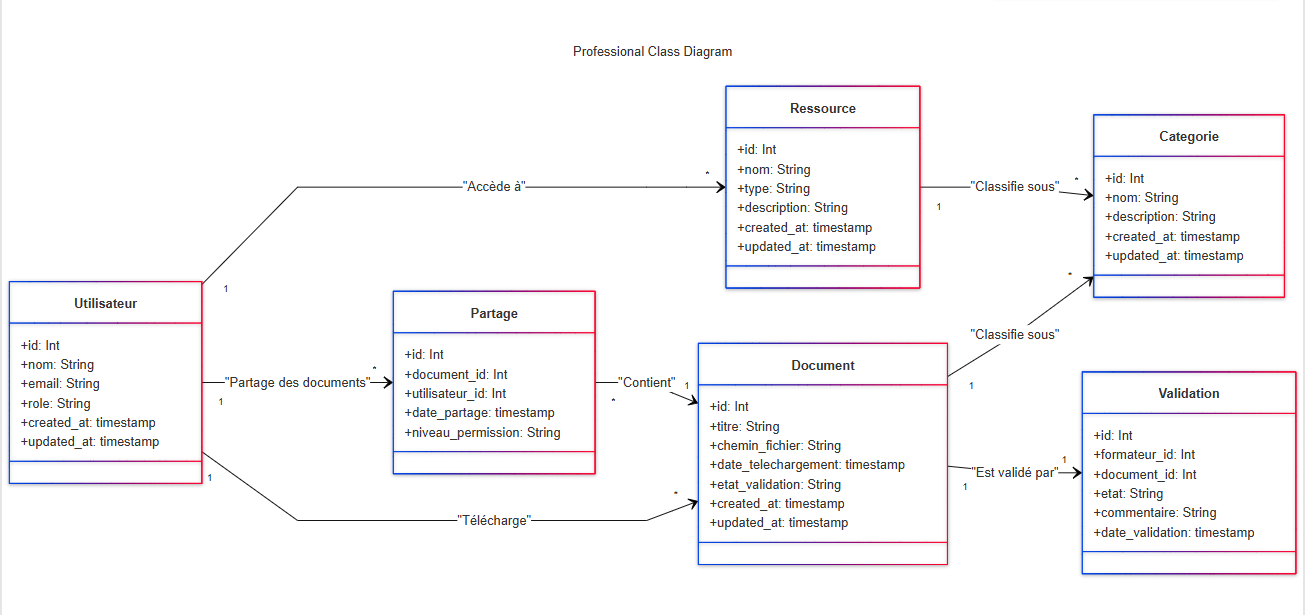 Professional Class Diagram
Ressource
+id: Int
+nom: String
+type: String
+description: String
+created_at: timestamp
+updated_at: timestamp
Categorie
+id: Int
+nom: String
+description: String
+created_at: timestamp
+updated_at: timestamp
"Accède à"
*
1
"Classifie sous"
*
1
Utilisateur
+id: Int
+nom: String
+email: String
+role: String
+created_at: timestamp
+updated_at: timestamp
"Partage des documents"
*
1
Partage
+id: Int
+document_id: Int
+utilisateur_id: Int
+date_partage: timestamp
+niveau_permission: String
"Contient"
1
*
Document
+id: Int
+titre: String
+chemin_fichier: String
+date_telechargement: timestamp
+etat_validation: String
+created_at: timestamp
+updated_at: timestamp
"Classifie sous"
*
1
"Est validé par"
1
1
Validation
+id: Int
+formateur_id: Int
+document_id: Int
+etat: String
+commentaire: String
+date_validation: timestamp
1
"Télécharge"
*